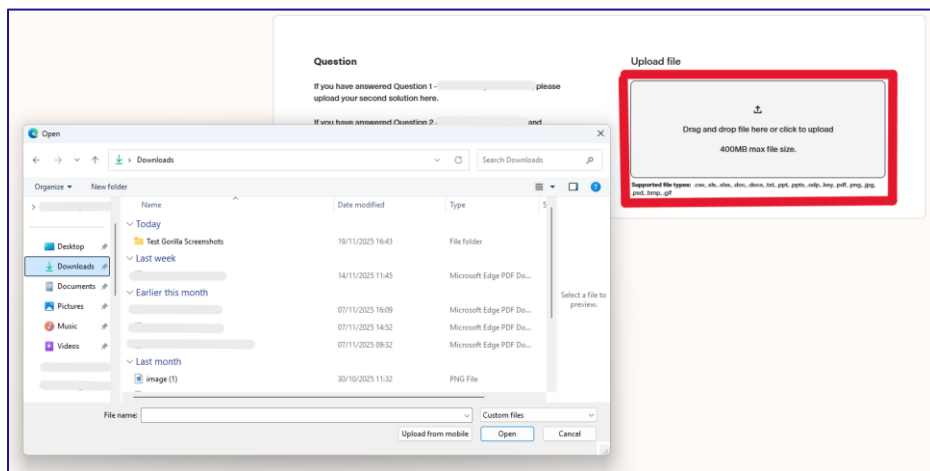 Question
If you have answered Question 1 - please
upload your second solution here.
If you have answered Question 2 - and
Upload file
Drag and drop file here or click to upload
400MB max file size.
Supported file types: .csv, .xls, .xlsx, .doc, .docx, .txt, .ppt, .pptx, .odp, .key, .pdf, .png, .jpg,
.psd, .bmp, .gif
Open
Downloads
Search Downloads
Organize
New folder
Name Date modified Type S
Today
Test Gorilla Screenshots 19/11/2025 16:43 File folder
Last week
14/11/2025 11:45 Microsoft Edge PDF Do...
Earlier this month
07/11/2025 16:09 Microsoft Edge PDF Do...
07/11/2025 14:52 Microsoft Edge PDF Do...
07/11/2025 09:32 Microsoft Edge PDF Do...
Last month
image (1) 30/10/2025 11:32 PNG File
Desktop
Downloads
Documents
Pictures
Music
Videos
Select a file to
preview.
File name: Custom files
Upload from mobile Open Cancel